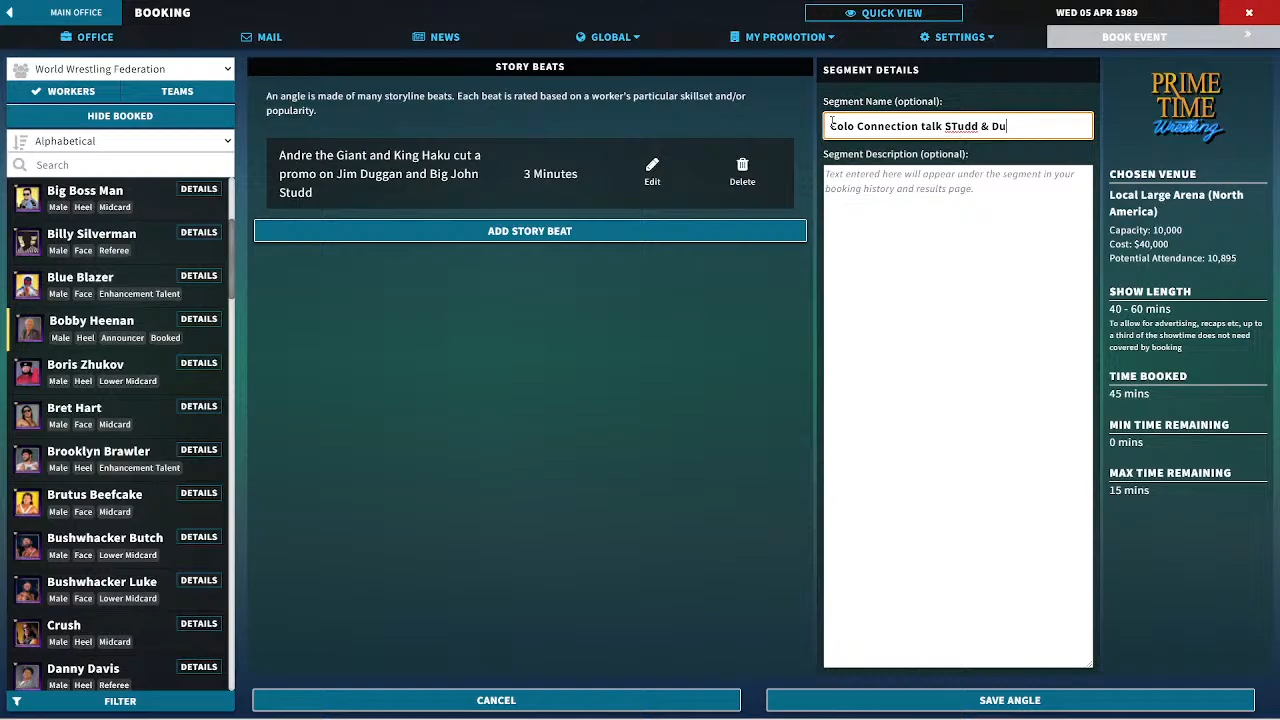 MAIN OFFICE
BOOKING
QUICK VIEW
WED 05 APR 1989
OFFICE
MAIL
NEWS
GLOBAL
MY PROMOTION
SETTINGS
BOOK EVENT
World Wrestling Federation
WORKERS
TEAMS
HIDE BOOKED
Alphabetical
Search
Big Boss Man
DETAILS
Male Heel Midcard
Billy Silverman
DETAILS
Male Face Referee
Blue Blazer
DETAILS
Male Face Enhancement Talent
Bobby Heenan
DETAILS
Male Heel Announcer Booked
Boris Zhukov
DETAILS
Male Heel Lower Midcard
Bret Hart
DETAILS
Male Face Midcard
Brooklyn Brawler
DETAILS
Male Heel Enhancement Talent
Brutus Beefcake
DETAILS
Male Face Midcard
Bushwhacker Butch
DETAILS
Male Face Lower Midcard
Bushwhacker Luke
DETAILS
Male Face Lower Midcard
Crush
DETAILS
Male Heel Midcard
Danny Davis
DETAILS
Male Heel Referee
FILTER
STORY BEATS
An angle is made of many storyline beats. Each beat is rated based on a worker's particular skillset and/or
popularity.
Andre the Giant and King Haku cut a
promo on Jim Duggan and Big John
Studd
3 Minutes
Edit
Delete
ADD STORY BEAT
CANCEL
SEGMENT DETAILS
Segment Name (optional):
Colo Connection talk STudd & Du
Segment Description (optional):
Text entered here will appear under the segment in your
booking history and results page.
SAVE ANGLE
PRIME
TIME
Wrestling
CHOSEN VENUE
Local Large Arena (North
America)
Capacity: 10,000
Cost: $40,000
Potential Attendance: 10,895
SHOW LENGTH
40 - 60 mins
To allow for advertising, recaps etc, up to
a third of the showtime does not need
covered by booking
TIME BOOKED
45 mins
MIN TIME REMAINING
0 mins
MAX TIME REMAINING
15 mins